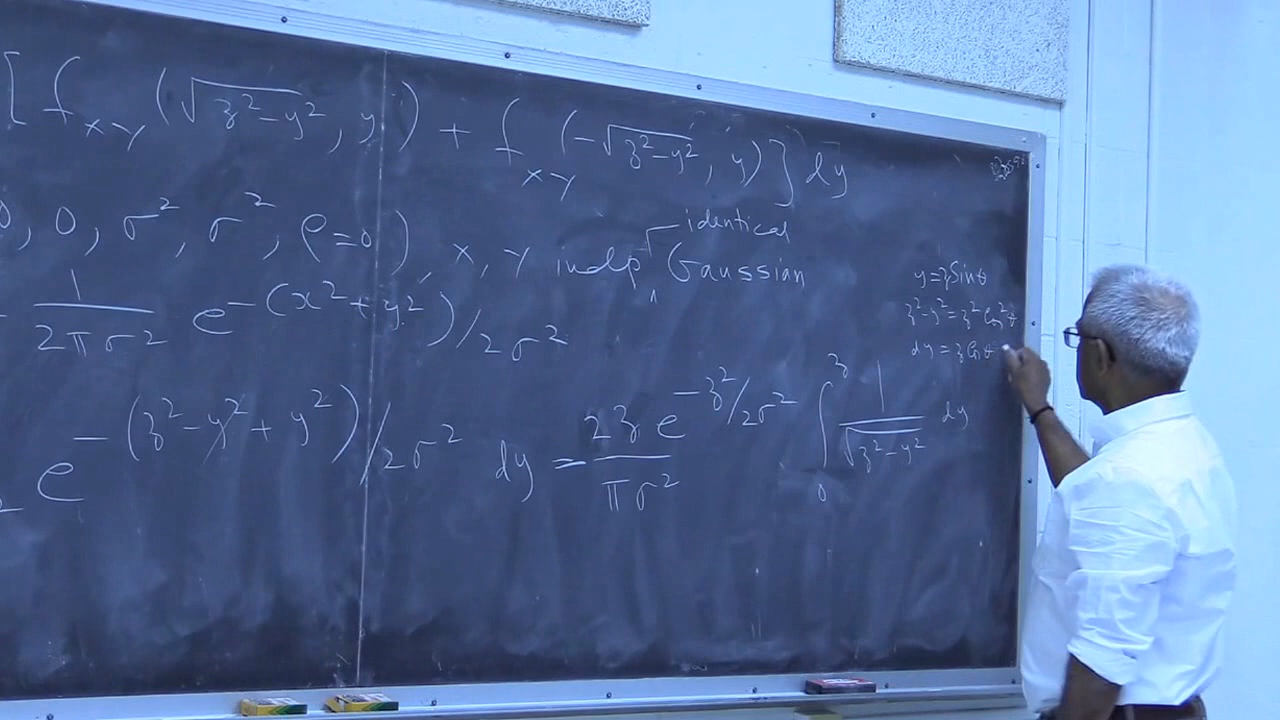 [ f_{XY} (√(z²-y²), y) + f_{XY} (-√(z²-y²), y) ] dy
0, 0, σ², σ², ρ=0), X, Y indep, identical Gaussian
1/(2πσ²) e^{-(x²+y²)/2σ²}
e^{-(z²-y²+y²)/2σ²} dy = (2z e^{-z²/2σ²})/(πσ²) ∫_0^z 1/√(z²-y²) dy
y=z Sin θ
z²-y²=z² Cos² θ
dy = z Cos θ